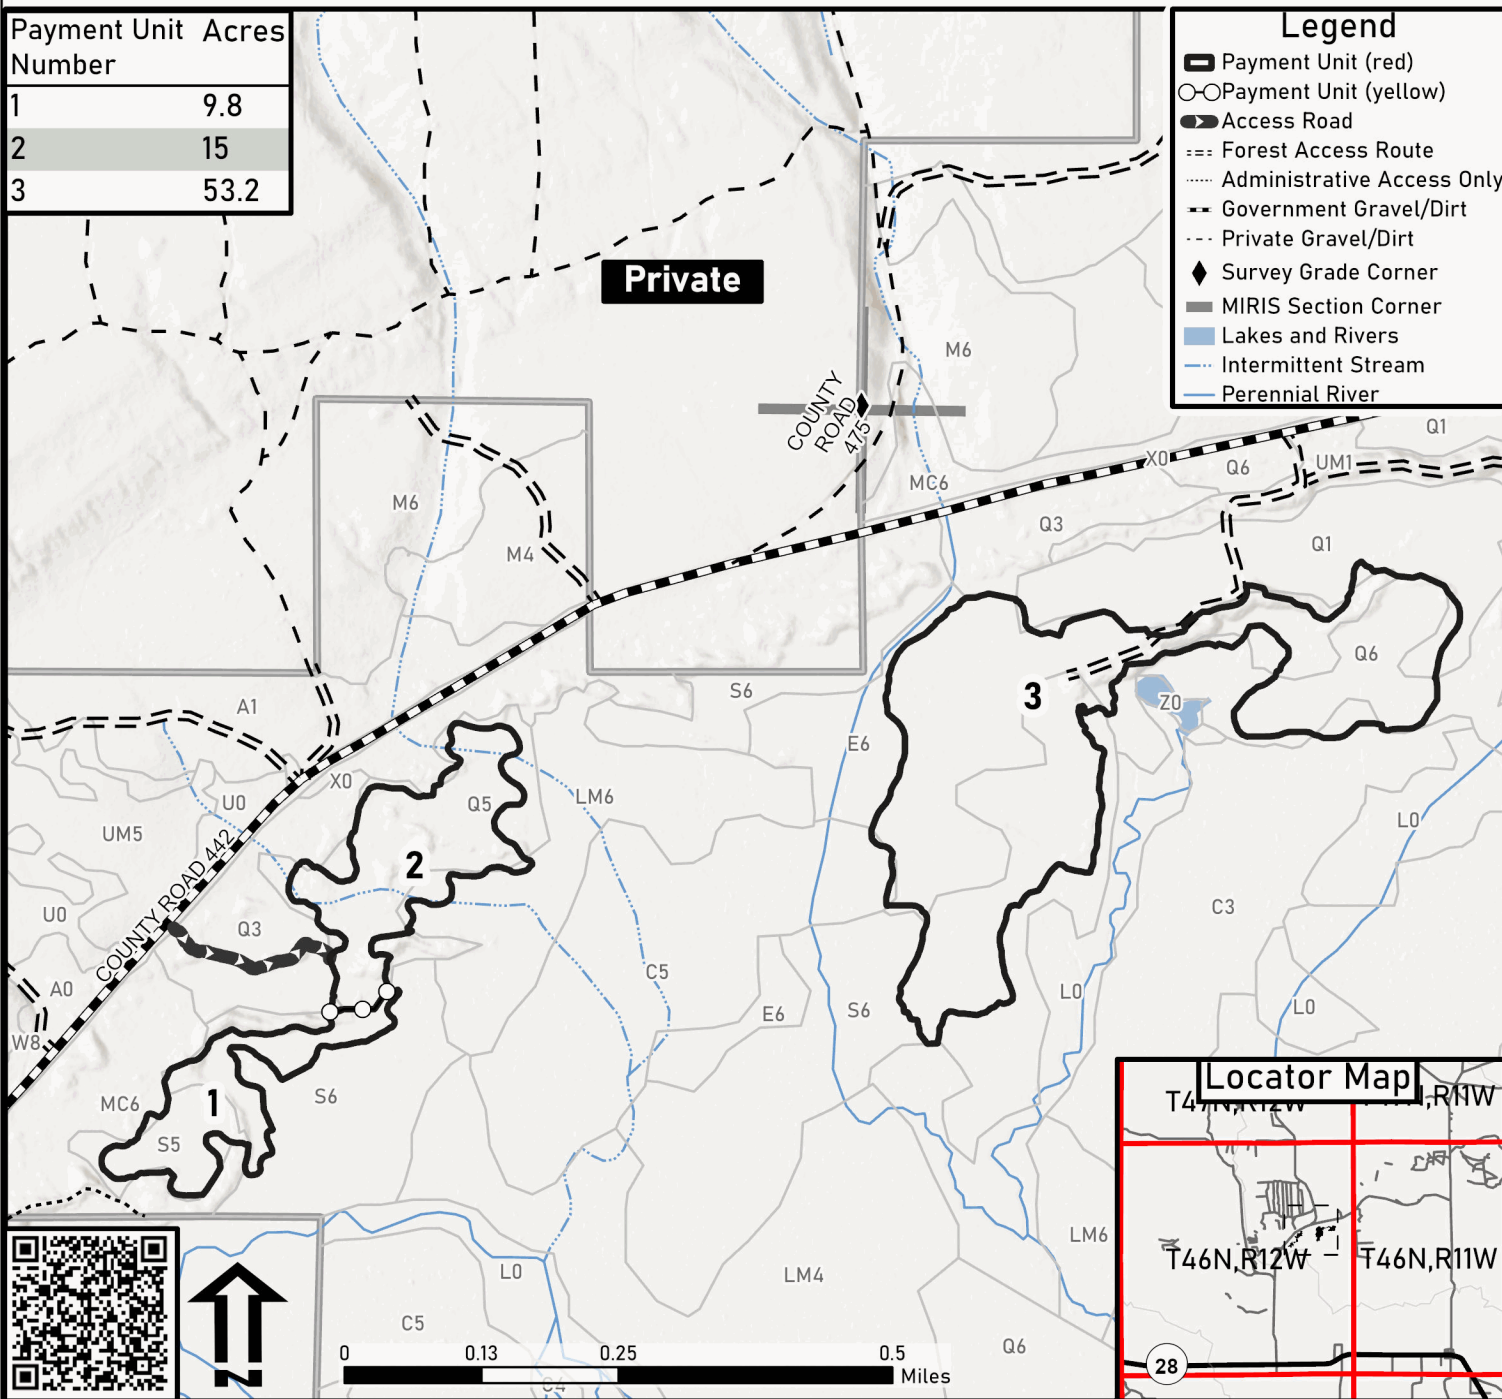 Payment Unit Acres
Number
1 9.8
2 15
3 53.2
Legend
Payment Unit (red)
Payment Unit (yellow)
Access Road
Forest Access Route
Administrative Access Only
Government Gravel/Dirt
Private Gravel/Dirt
Survey Grade Corner
MIRIS Section Corner
Lakes and Rivers
Intermittent Stream
Perennial River
Private
M6
COUNTY
ROAD
475
Q1
X0
Q6
UM1
MC6
M6
Q3
M4
Q1
Q6
S6
3
Z0
A1
E6
X0
U0
Q5
LM6
UM5
L0
2
COUNTY ROAD 442
U0
Q3
C3
C5
A0
L0
L0
E6
S6
W8
MC6
1
S6
S5
LM6
L0
LM4
C5
Q6
C4
Locator Map
T47N,R12W
R11W
T46N,R12W
T46N,R11W
28
N
0 0.13 0.25 0.5
Miles